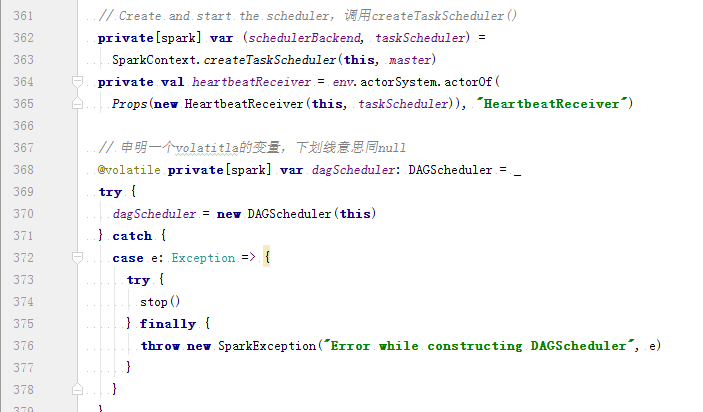 361 // Create and start the scheduler，调用createTaskScheduler()
362 private[spark] var (schedulerBackend, taskScheduler) =
363 SparkContext.createTaskScheduler(this, master)
364 private val heartbeatReceiver = env.actorSystem.actorOf(
365 Props(new HeartbeatReceiver(this, taskScheduler)), "HeartbeatReceiver")
366
367 // 申明一个volatitla的变量，下划线意思同null
368 @volatile private[spark] var dagScheduler: DAGScheduler = _
369 try {
370 dagScheduler = new DAGScheduler(this)
371 } catch {
372 case e: Exception => {
373 try {
374 stop()
375 } finally {
376 throw new SparkException("Error while constructing DAGScheduler", e)
377 }
378 }
379 }